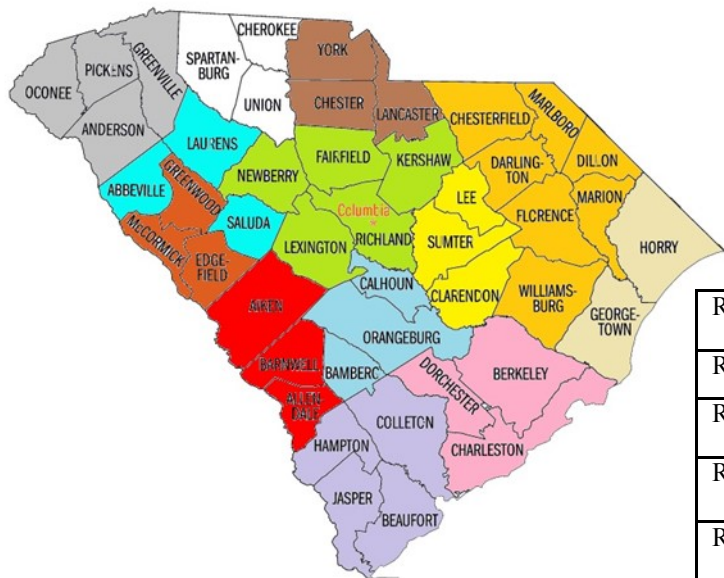 CHEROKEE
YORK
SPARTAN-
BURG
GREENVILLE
PICKENS
OCONEE
UNION
CHESTER
LANCASTER
CHESTERFIELD
MARLBORO
ANDERSON
LAURENS
FAIRFIELD
KERSHAW
DARLING-
TON
DILLON
NEWBERRY
GREENWOOD
ABBEVILLE
LEE
MARION
SALUDA
Columbia
FLORENCE
HORRY
McCORMICK
EDGE-
FIELD
LEXINGTON
RICHLAND
SUMTER
CALHOUN
CLARENDON
WILLIAMS-
BURG
GEORGE-
TOWN
AIKEN
ORANGEBURG
BARNWELL
BAMBERG
DORCHESTER
BERKELEY
ALLEN-
DALE
COLLETON
CHARLESTON
HAMPTON
JASPER
BEAUFORT
R
R
R
R
R